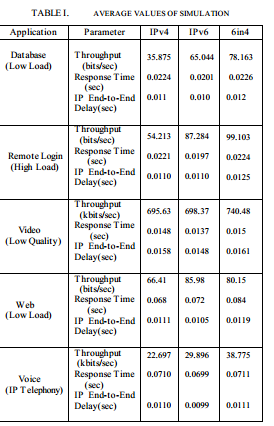 TABLE I. AVERAGE VALUES OF SIMULATION
Application Parameter IPv4 IPv6 6in4
Database (Low Load)
Throughput (bits/sec) 35.875 65.044 78.163
Response Time (sec) 0.0224 0.0201 0.0226
IP End-to-End Delay(sec) 0.011 0.010 0.012
Remote Login (High Load)
Throughput (bits/sec) 54.213 87.284 99.103
Response Time (sec) 0.0221 0.0197 0.0224
IP End-to-End Delay(sec) 0.0110 0.0110 0.0125
Video (Low Quality)
Throughput (kbits/sec) 695.63 698.37 740.48
Response Time (sec) 0.0148 0.0137 0.015
IP End-to-End Delay(sec) 0.0158 0.0148 0.0161
Web (Low Load)
Throughput (bits/sec) 66.41 85.98 80.15
Response Time (sec) 0.068 0.072 0.084
IP End-to-End Delay(sec) 0.0111 0.0105 0.0119
Voice (IP Telephony)
Throughput (kbits/sec) 22.697 29.896 38.775
Response Time (sec) 0.0710 0.0699 0.0711
IP End-to-End Delay(sec) 0.0110 0.0099 0.0110